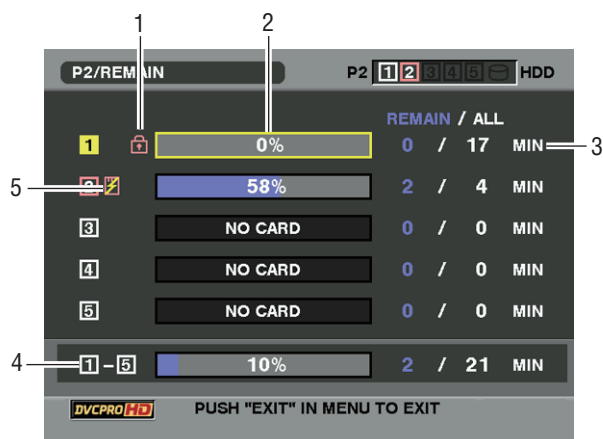 1 2
P2/REMAIN P2 1 2 3 4 5 HDD
REMAIN / ALL
1 0% 0 / 17 MIN 3
5 2 58% 2 / 4 MIN
3 NO CARD 0 / 0 MIN
4 NO CARD 0 / 0 MIN
5 NO CARD 0 / 0 MIN
4 1 – 5 10% 2 / 21 MIN
DVCPRO HD PUSH "EXIT" IN MENU TO EXIT